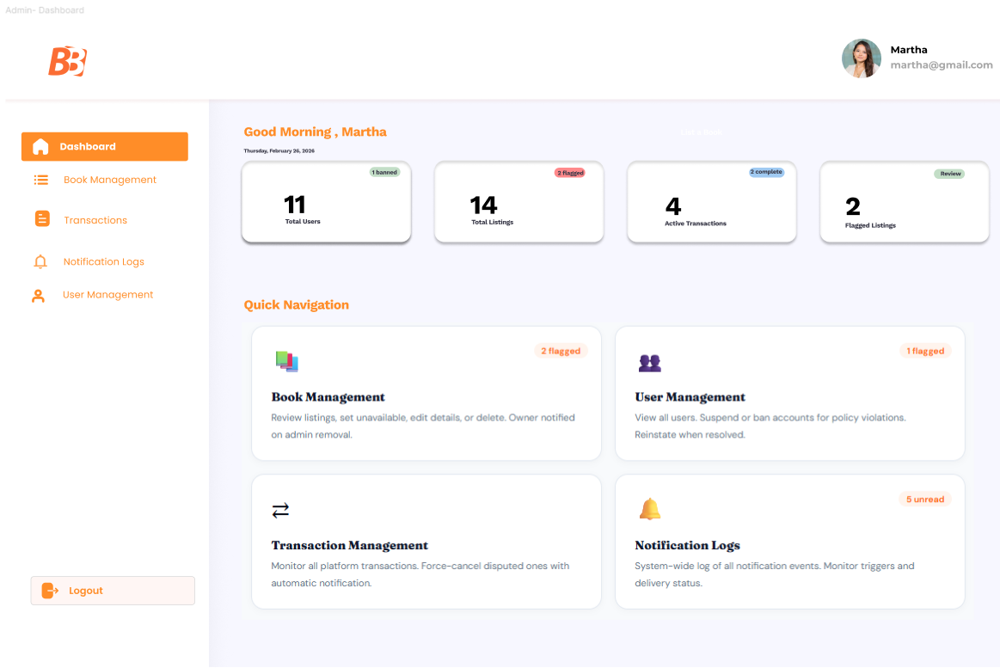 Admin- Dashboard
BB
Martha
martha@gmail.com
Dashboard
Book Management
Transactions
Notification Logs
User Management
Logout
Good Morning , Martha
Thursday, February 26, 2026
1 banned
11
Total Users
2 flagged
14
Total Listings
2 complete
4
Active Transactions
Review
2
Flagged Listings
Quick Navigation
2 flagged
Book Management
Review listings, set unavailable, edit details, or delete. Owner notified
on admin removal.
1 flagged
User Management
View all users. Suspend or ban accounts for policy violations.
Reinstate when resolved.
Transaction Management
Monitor all platform transactions. Force-cancel disputed ones with
automatic notification.
5 unread
Notification Logs
System-wide log of all notification events. Monitor triggers and
delivery status.